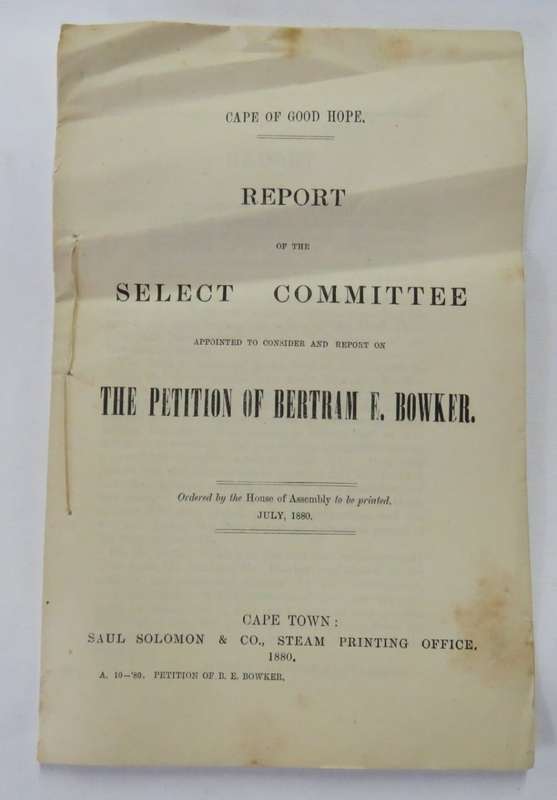 CAPE OF GOOD HOPE.
REPORT
OF THE
SELECT COMMITTEE
APPOINTED TO CONSIDER AND REPORT ON
THE PETITION OF BERTRAM E. BOWKER.
Ordered by the House of Assembly to be printed.
JULY, 1880.
CAPE TOWN:
SAUL SOLOMON & CO., STEAM PRINTING OFFICE.
1880.
A. 10—'80. PETITION OF B. E. BOWKER.